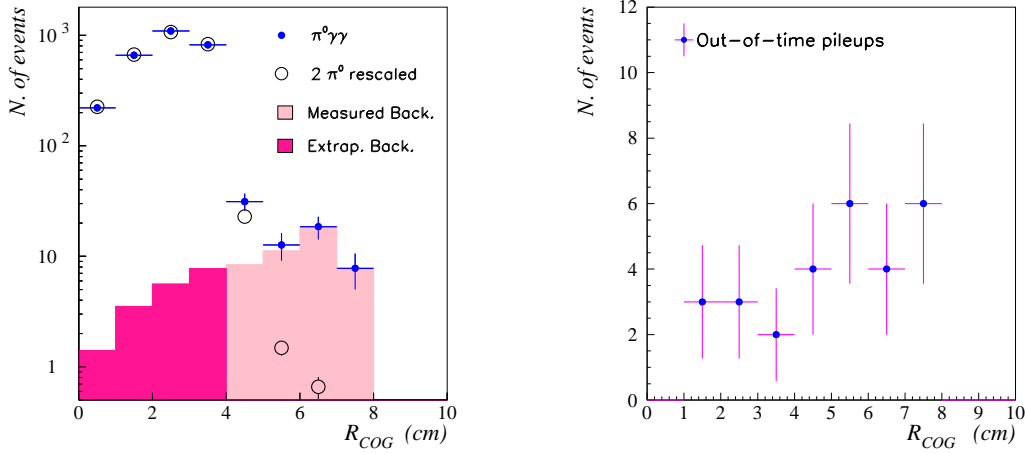 N. of events
10 3
10 2
10
1
π⁰γγ
2 π⁰ rescaled
Measured Back.
Extrap. Back.
0 2 4 6 8 10
R_COG (cm)
N. of events
12
10
8
6
4
2
0
Out-of-time pileups
0 1 2 3 4 5 6 7 8 9 10
R_COG (cm)